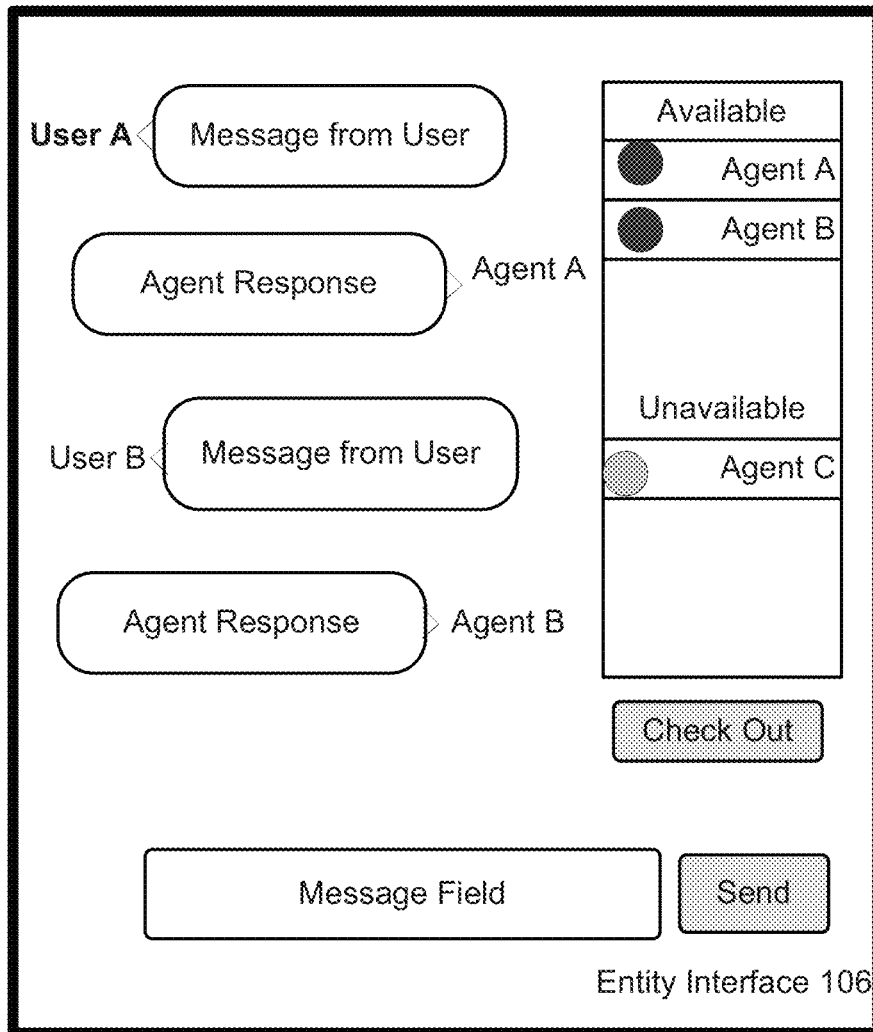 User A
Message from User
Agent Response
Agent A
User B
Message from User
Agent Response
Agent B
Available
Agent A
Agent B
Unavailable
Agent C
Check Out
Message Field
Send
Entity Interface 106